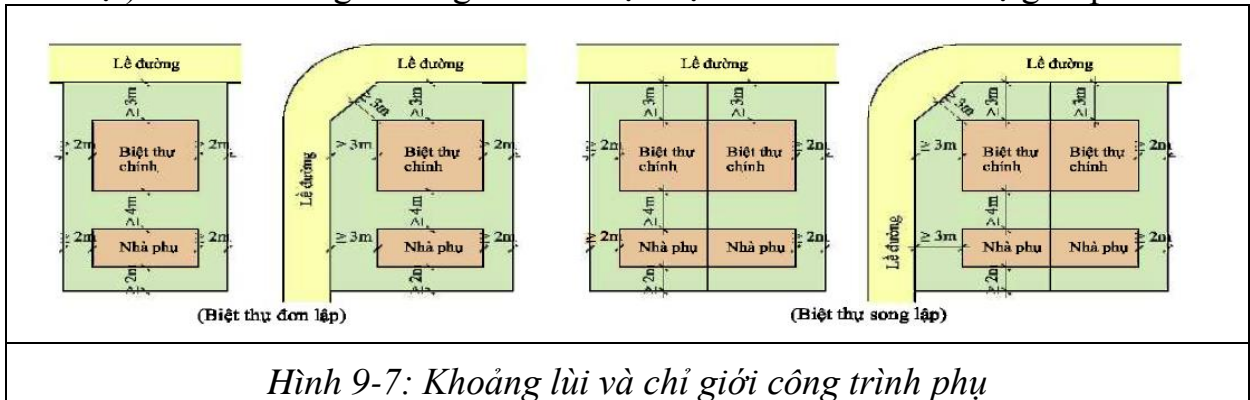 Lề đường
Lề đường
Lề đường
Lề đường
≥ 3m
≥ 3m
≥ 3m
≥ 3m
≥ 3m
≥ 3m
≥ 3m
≥ 2m
Biệt thự chính
≥ 2m
≥ 3m
Biệt thự chính
≥ 2m
≥ 2m
Biệt thự chính
Biệt thự chính
≥ 2m
≥ 3m
Biệt thự chính
Biệt thự chính
≥ 2m
Lề đường
Lề đường
≥ 4m
≥ 4m
≥ 4m
≥ 4m
≥ 2m
Nhà phụ
≥ 2m
≥ 3m
Nhà phụ
≥ 2m
≥ 2m
Nhà phụ
Nhà phụ
≥ 2m
≥ 3m
Nhà phụ
Nhà phụ
≥ 2m
≥ 2m
≥ 2m
≥ 2m
≥ 2m
(Biệt thự đơn lập)
(Biệt thự song lập)
Hình 9-7: Khoảng lùi và chỉ giới công trình phụ